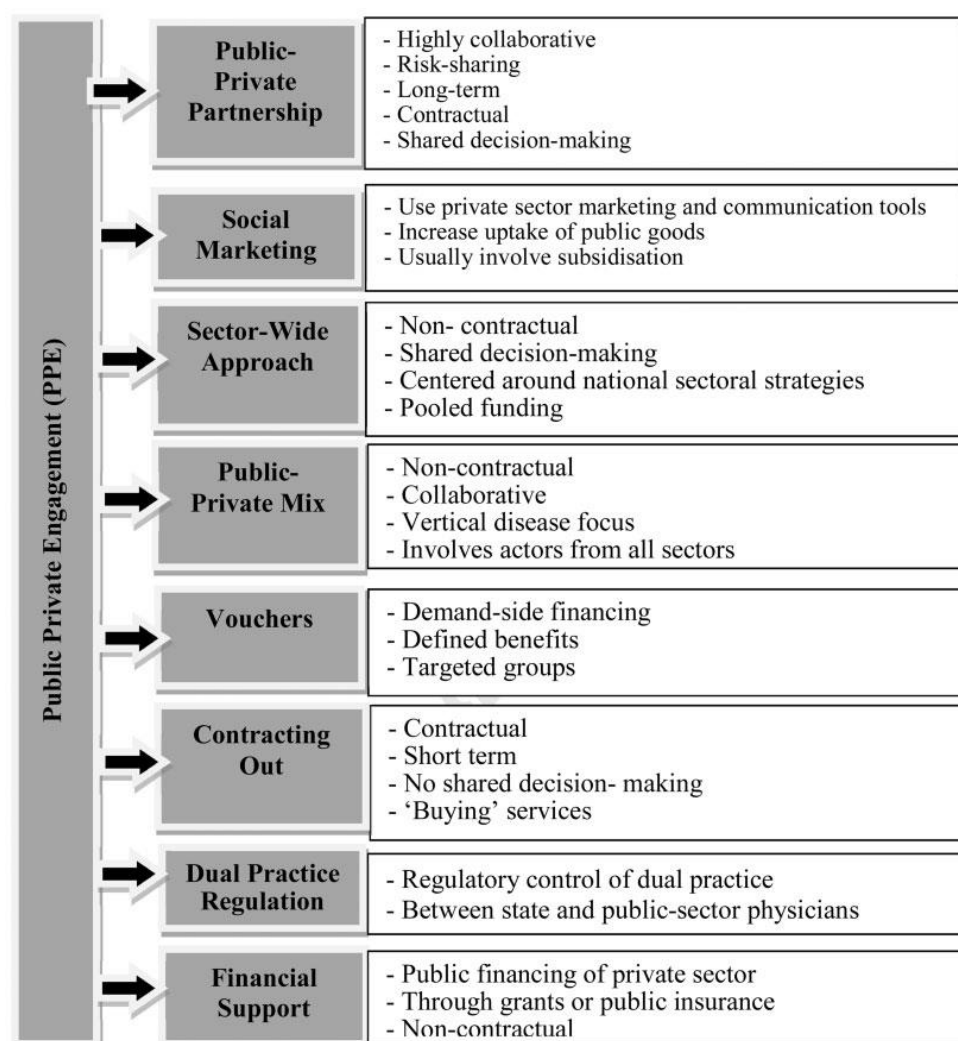 Public Private Engagement (PPE)
Public-
Private
Partnership
- Highly collaborative
- Risk-sharing
- Long-term
- Contractual
- Shared decision-making
Social
Marketing
- Use private sector marketing and communication tools
- Increase uptake of public goods
- Usually involve subsidisation
Sector-Wide
Approach
- Non- contractual
- Shared decision-making
- Centered around national sectoral strategies
- Pooled funding
Public-
Private Mix
- Non-contractual
- Collaborative
- Vertical disease focus
- Involves actors from all sectors
Vouchers
- Demand-side financing
- Defined benefits
- Targeted groups
Contracting
Out
- Contractual
- Short term
- No shared decision- making
- ‘Buying’ services
Dual Practice
Regulation
- Regulatory control of dual practice
- Between state and public-sector physicians
Financial
Support
- Public financing of private sector
- Through grants or public insurance
- Non-contractual